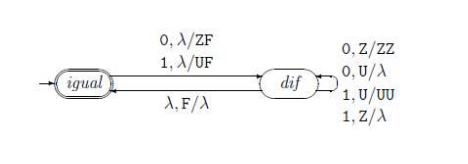 0, λ/ZF
1, λ/UF
igual
λ, F/λ
dif
0, Z/ZZ
0, U/λ
1, U/UU
1, Z/λ